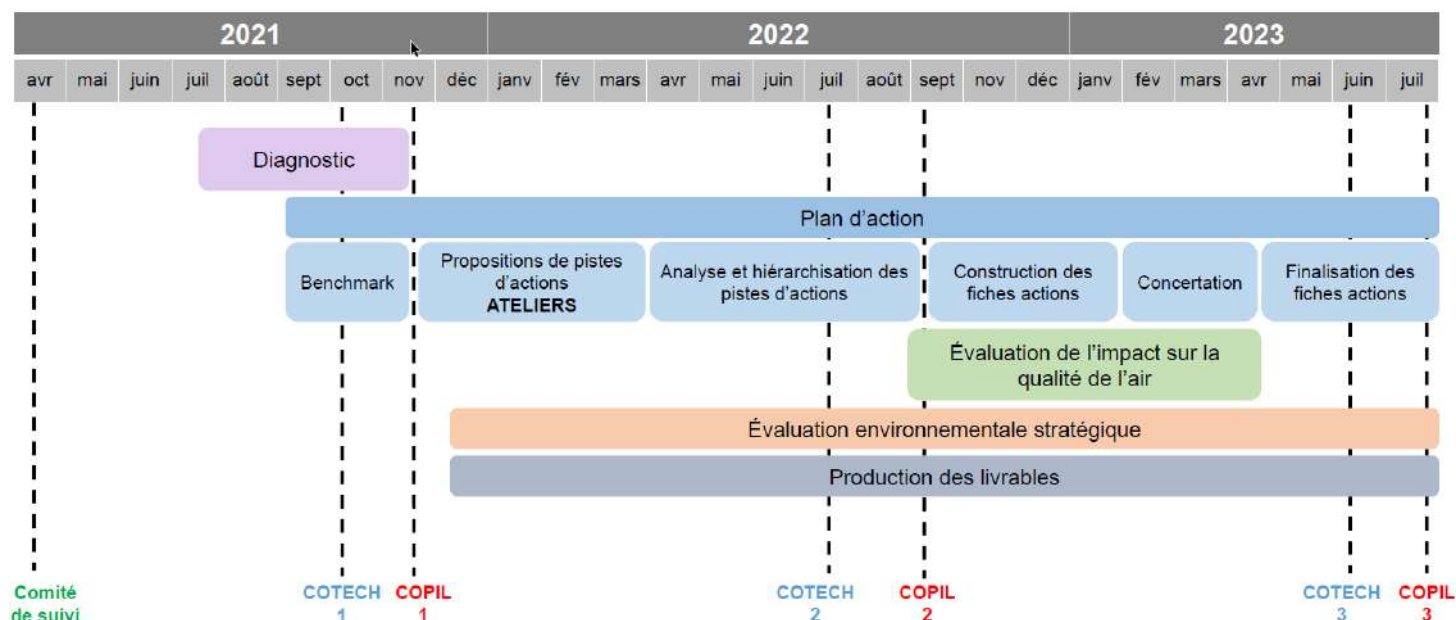 2021 2022 2023
avr mai juin juil août sept oct nov déc janv fév mars avr mai juin juil août sept nov déc janv fév mars avr mai juin juil
Diagnostic
Plan d'action
Benchmark
Propositions de pistes
d'actions
ATELIERS
Analyse et hiérarchisation des
pistes d'actions
Construction des
fiches actions
Concertation
Finalisation des
fiches actions
Évaluation de l'impact sur la
qualité de l'air
Évaluation environnementale stratégique
Production des livrables
Comité
de suivi
COTECH
1
COPIL
1
COTECH
2
COPIL
2
COTECH
3
COPIL
3